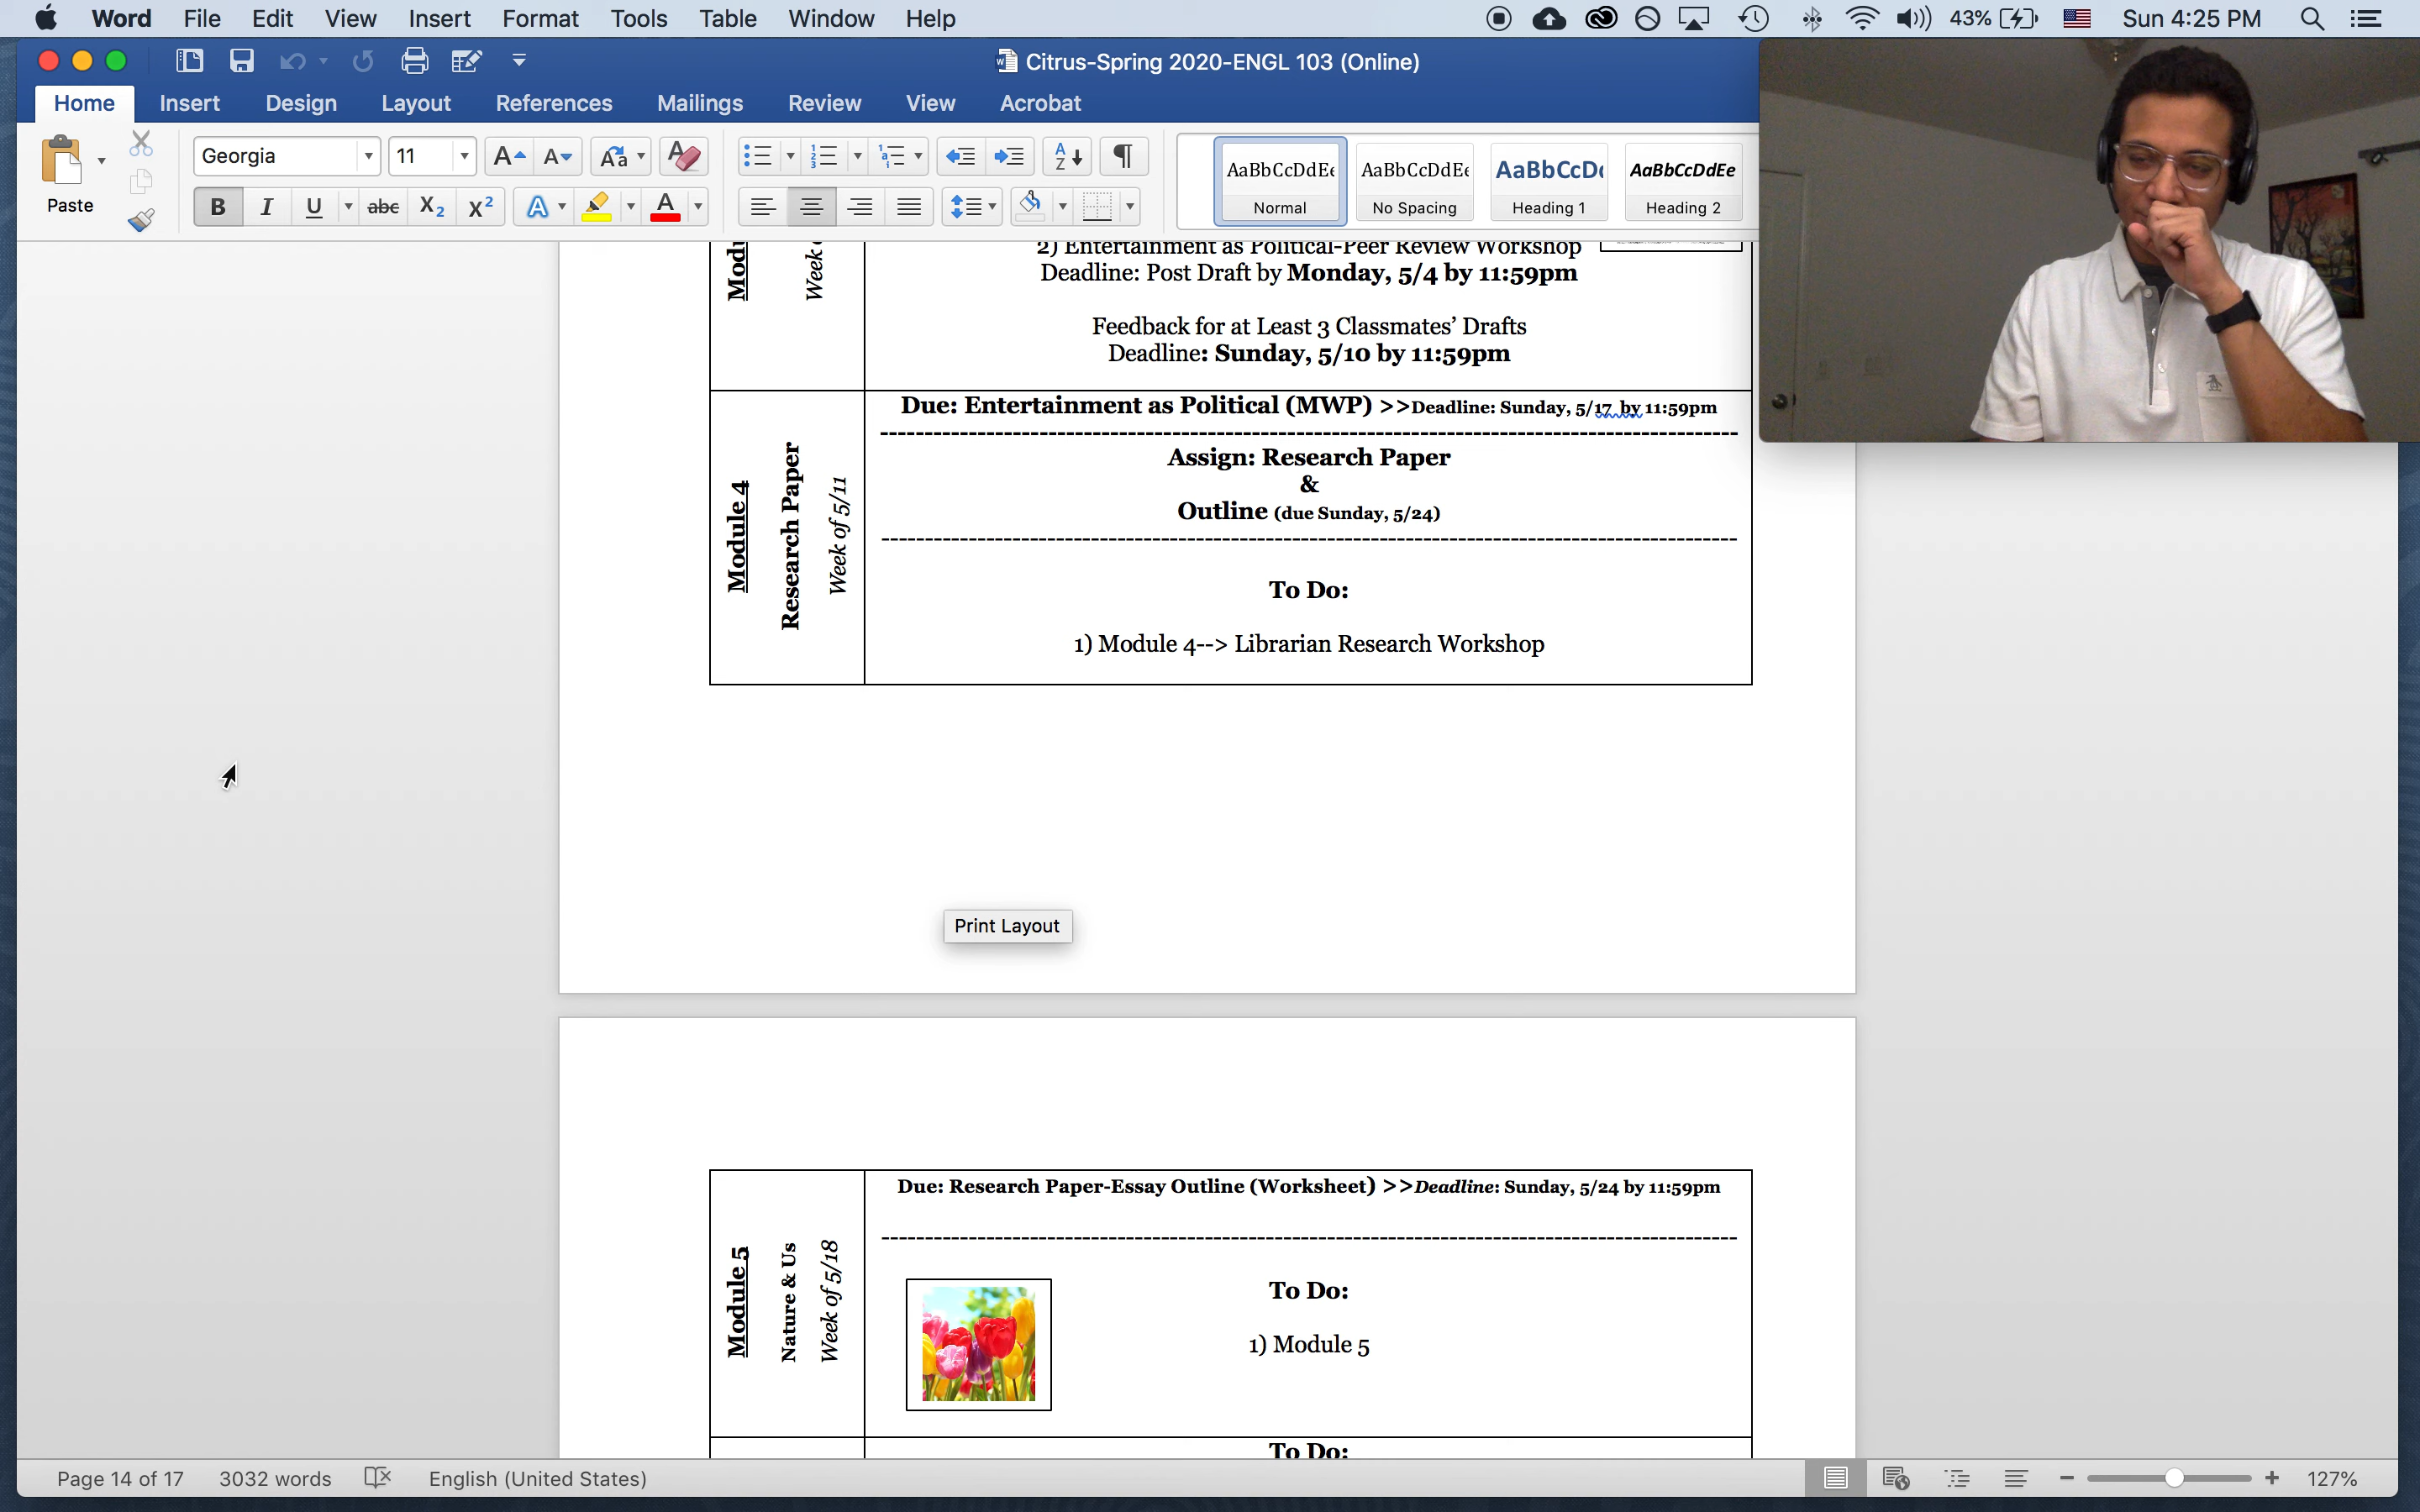 Word File Edit View Insert Format Tools Table Window Help 43% Sun 4:25 PM
Citrus-Spring 2020-ENGL 103 (Online)
Home Insert Design Layout References Mailings Review View Acrobat
Paste
Georgia 11
AaBbCcDdEe AaBbCcDdEe AaBbCcDc AaBbCcDdEe
Normal No Spacing Heading 1 Heading 2
2) Entertainment as Political-Peer Review Workshop
Deadline: Post Draft by Monday, 5/4 by 11:59pm
Feedback for at Least 3 Classmates’ Drafts
Deadline: Sunday, 5/10 by 11:59pm
Modu
Week o
Module 4
Research Paper
Week of 5/11
Due: Entertainment as Political (MWP) >>Deadline: Sunday, 5/17 by 11:59pm
Assign: Research Paper
&
Outline (due Sunday, 5/24)
To Do:
1) Module 4--> Librarian Research Workshop
Print Layout
Module 5
Nature & Us
Week of 5/18
Due: Research Paper-Essay Outline (Worksheet) >>Deadline: Sunday, 5/24 by 11:59pm
To Do:
1) Module 5
To Do:
Page 14 of 17 3032 words English (United States) 127%